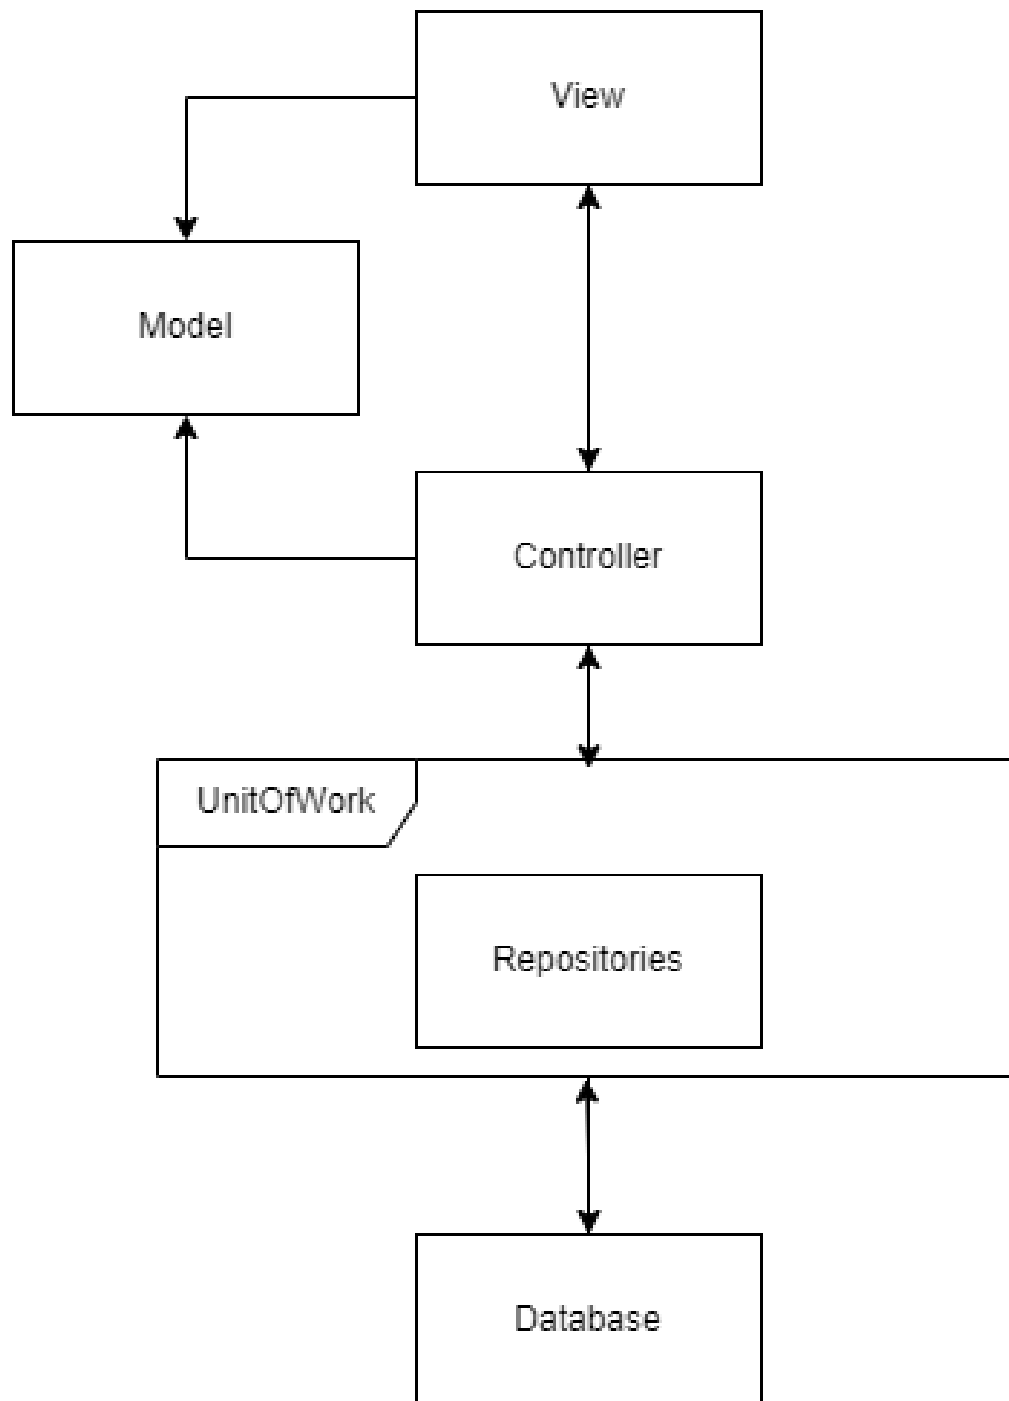 View
Model
Controller
UnitOfWork
Repositories
Database